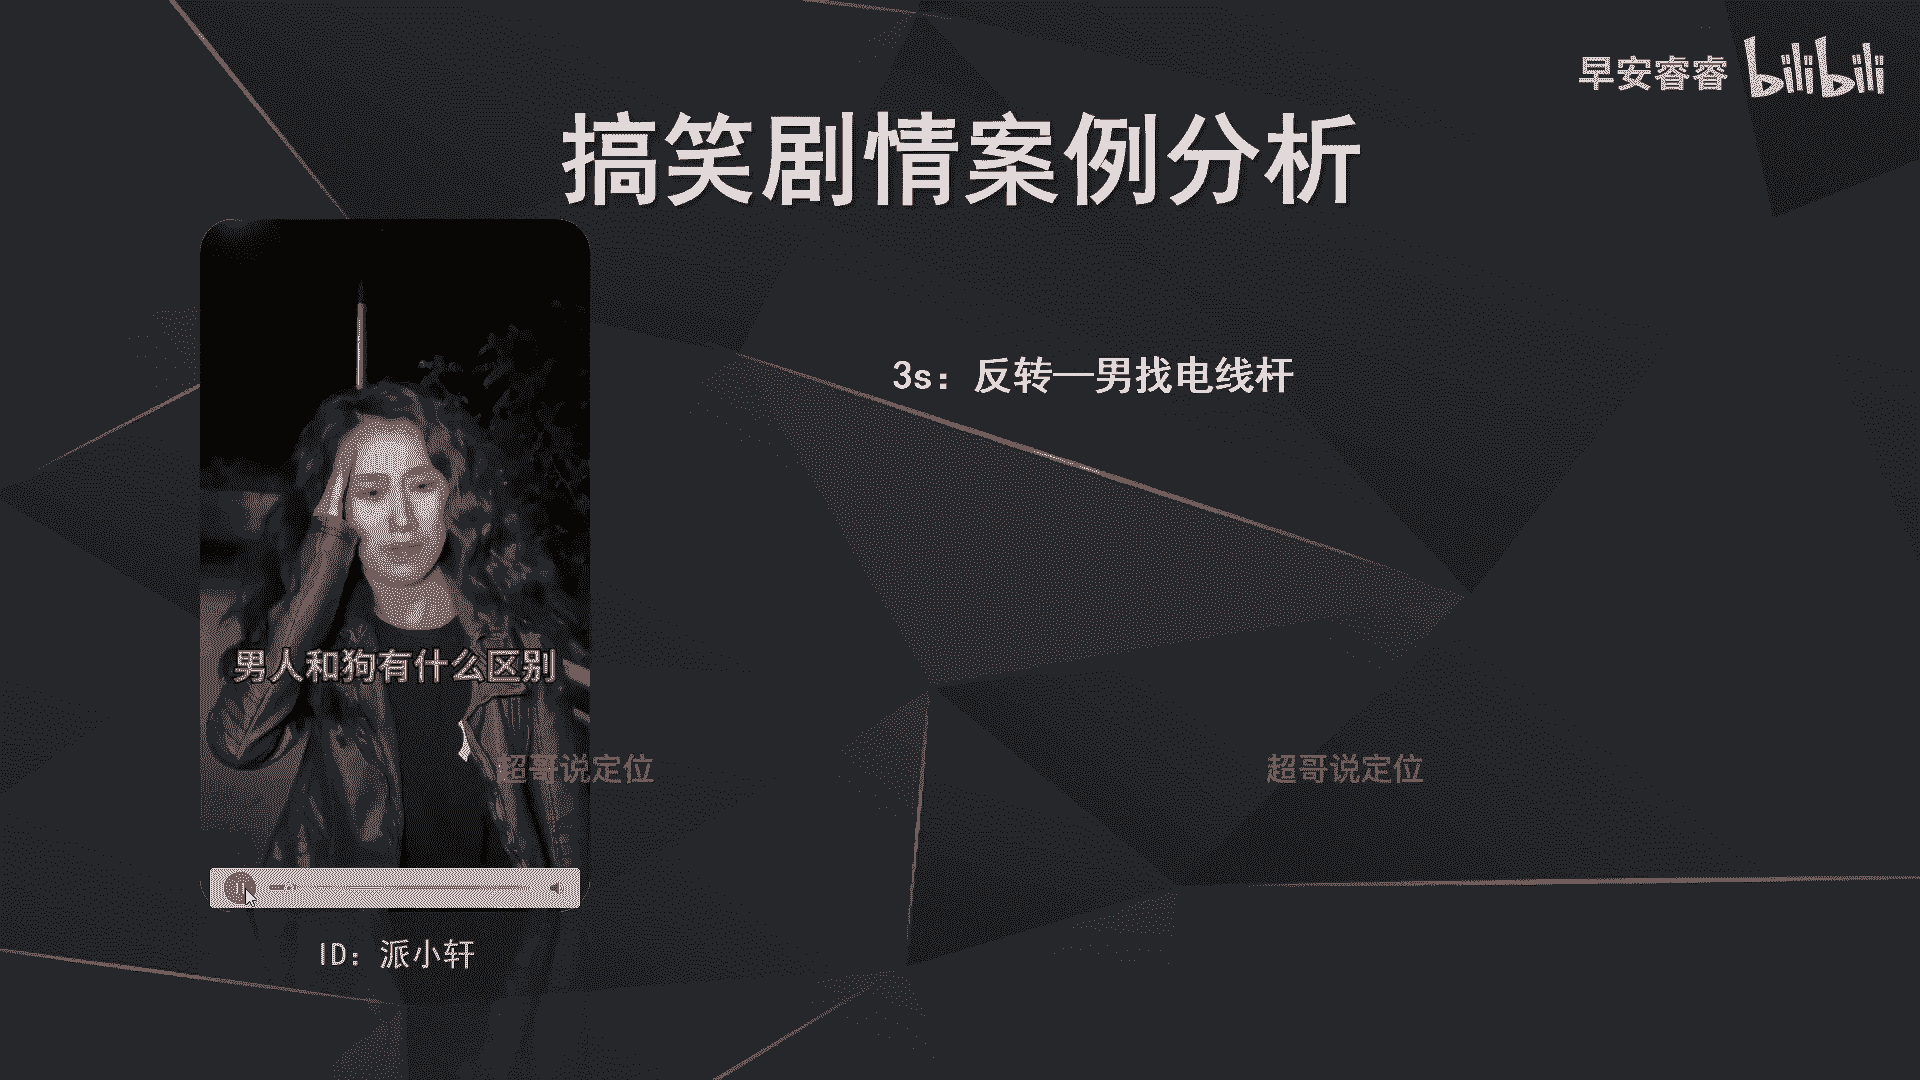 早安睿睿 bilibili
搞笑剧情案例分析
3s：反转—男找电线杆
男人和狗有什么区别
超哥说定位
超哥说定位
ID：派小轩